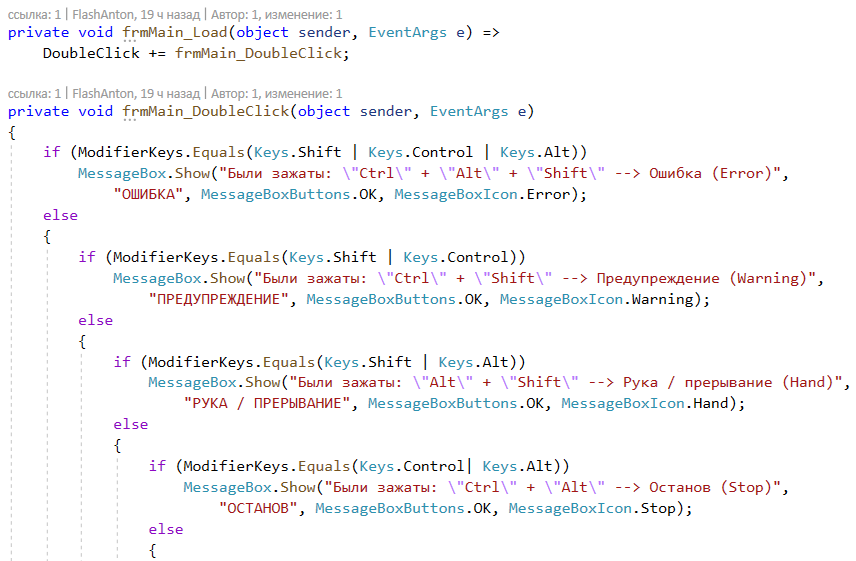 ссылка: 1 | FlashAnton, 19 ч назад | Автор: 1, изменение: 1
private void frmMain_Load(object sender, EventArgs e) =>
    DoubleClick += frmMain_DoubleClick;
ссылка: 1 | FlashAnton, 19 ч назад | Автор: 1, изменение: 1
private void frmMain_DoubleClick(object sender, EventArgs e)
{
    if (ModifierKeys.Equals(Keys.Shift | Keys.Control | Keys.Alt))
        MessageBox.Show("Были зажаты: \"Ctrl\" + \"Alt\" + \"Shift\" --> Ошибка (Error)",
            "ОШИБКА", MessageBoxButtons.OK, MessageBoxIcon.Error);
    else
    {
        if (ModifierKeys.Equals(Keys.Shift | Keys.Control))
            MessageBox.Show("Были зажаты: \"Ctrl\" + \"Shift\" --> Предупреждение (Warning)",
                "ПРЕДУПРЕЖДЕНИЕ", MessageBoxButtons.OK, MessageBoxIcon.Warning);
        else
        {
            if (ModifierKeys.Equals(Keys.Shift | Keys.Alt))
                MessageBox.Show("Были зажаты: \"Alt\" + \"Shift\" --> Рука / прерывание (Hand)",
                    "РУКА / ПРЕРЫВАНИЕ", MessageBoxButtons.OK, MessageBoxIcon.Hand);
            else
            {
                if (ModifierKeys.Equals(Keys.Control| Keys.Alt))
                    MessageBox.Show("Были зажаты: \"Ctrl\" + \"Alt\" --> Останов (Stop)",
                        "ОСТАНОВ", MessageBoxButtons.OK, MessageBoxIcon.Stop);
                else
                {